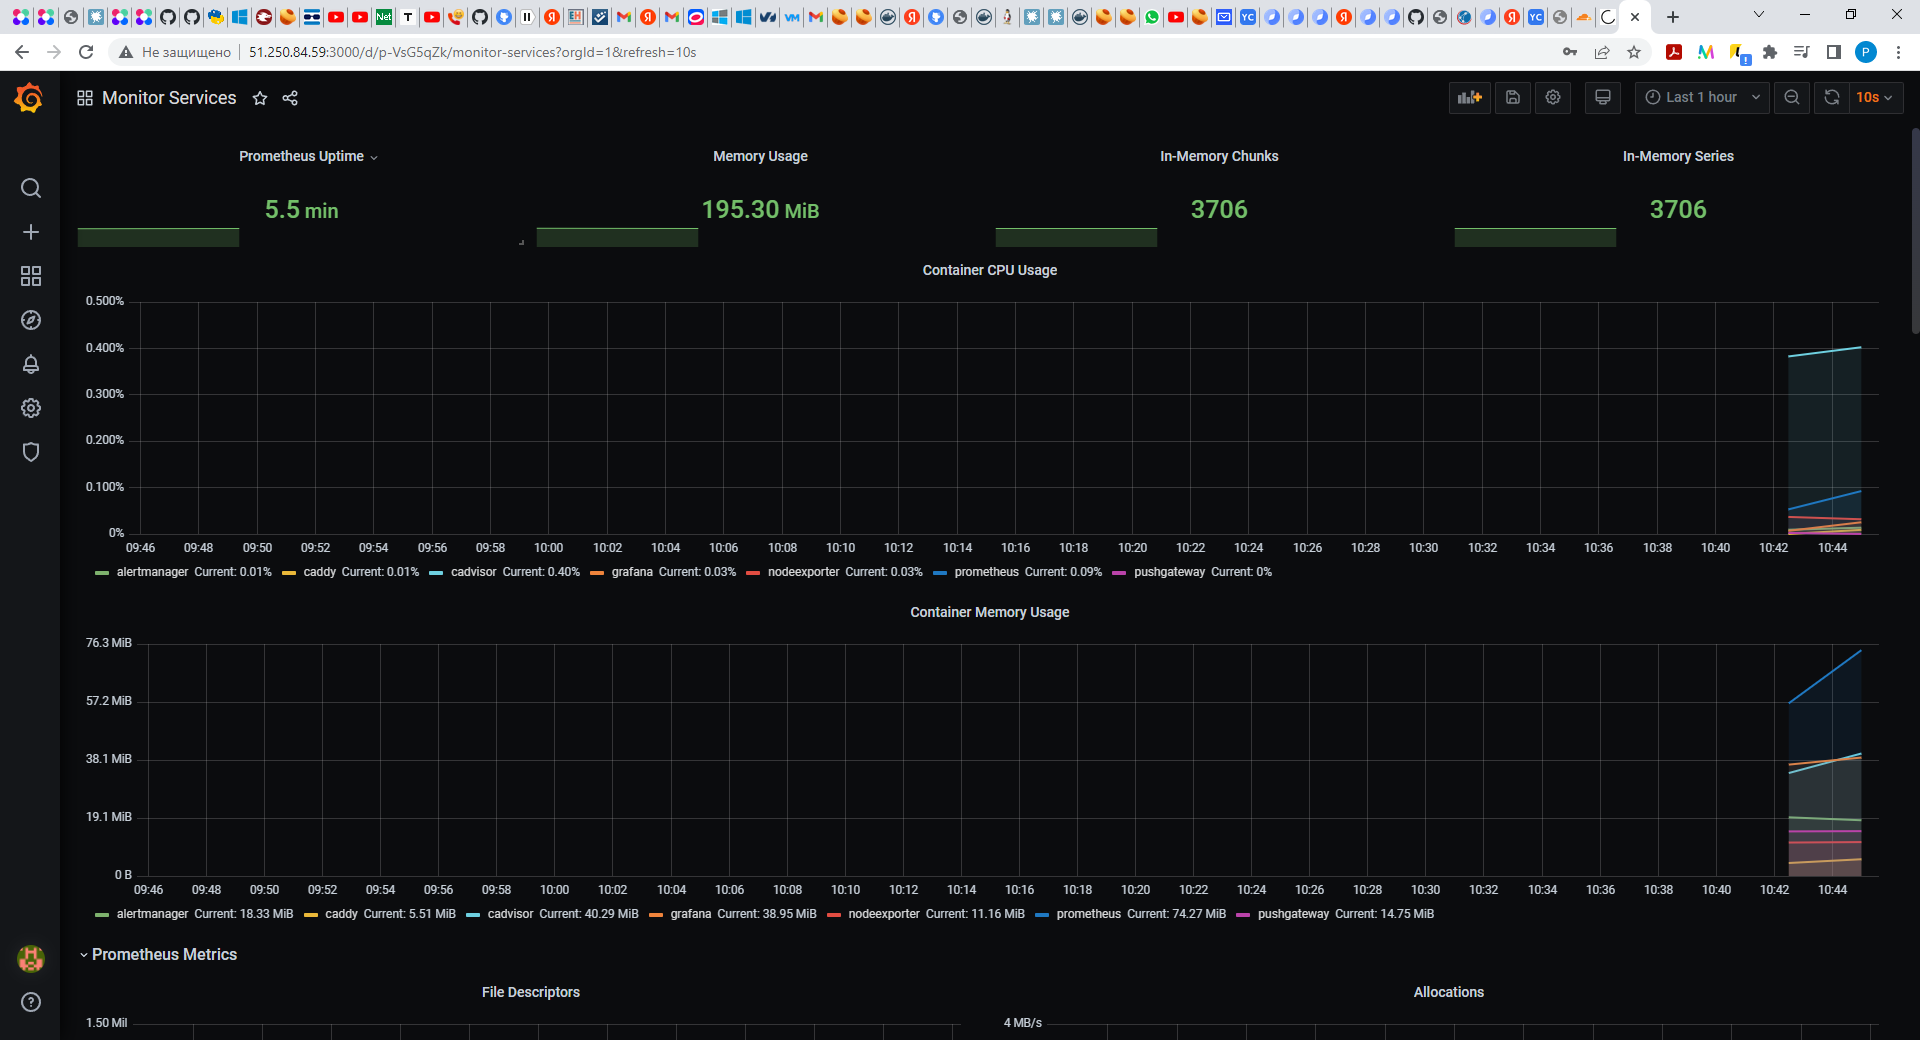 Не защищено 51.250.84.59:3000/d/p-VsG5qZk/monitor-services?orgId=1&refresh=10s
Monitor Services Last 1 hour 10s
Prometheus Uptime Memory Usage In-Memory Chunks In-Memory Series
5.5 min 195.30 MiB 3706 3706
Container CPU Usage
0.500%
0.400%
0.300%
0.200%
0.100%
0%
09:46 09:48 09:50 09:52 09:54 09:56 09:58 10:00 10:02 10:04 10:06 10:08 10:10 10:12 10:14 10:16 10:18 10:20 10:22 10:24 10:26 10:28 10:30 10:32 10:34 10:36 10:38 10:40 10:42 10:44
alertmanager Current: 0.01% caddy Current: 0.01% cadvisor Current: 0.40% grafana Current: 0.03% nodeexporter Current: 0.03% prometheus Current: 0.09% pushgateway Current: 0%
Container Memory Usage
76.3 MiB
57.2 MiB
38.1 MiB
19.1 MiB
0 B
09:46 09:48 09:50 09:52 09:54 09:56 09:58 10:00 10:02 10:04 10:06 10:08 10:10 10:12 10:14 10:16 10:18 10:20 10:22 10:24 10:26 10:28 10:30 10:32 10:34 10:36 10:38 10:40 10:42 10:44
alertmanager Current: 18.33 MiB caddy Current: 5.51 MiB cadvisor Current: 40.29 MiB grafana Current: 38.95 MiB nodeexporter Current: 11.16 MiB prometheus Current: 74.27 MiB pushgateway Current: 14.75 MiB
Prometheus Metrics
File Descriptors Allocations
1.50 Mil 4 MB/s